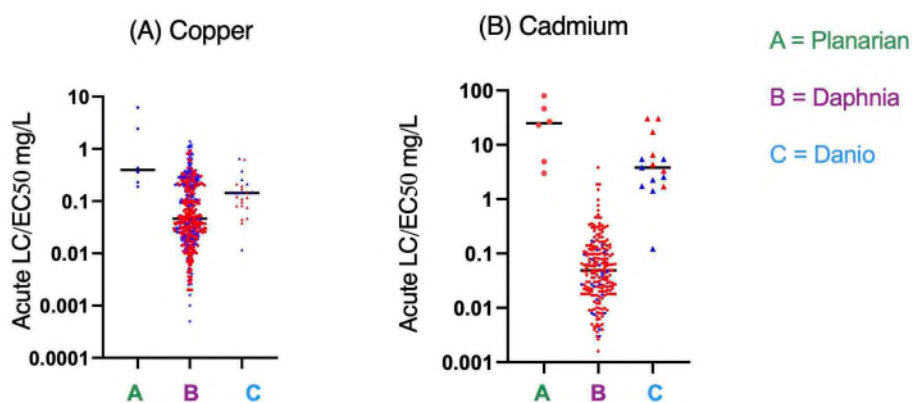 (A) Copper
Acute LC/EC50 mg/L
10
1
0.1
0.01
0.001
0.0001
A B C
(B) Cadmium
Acute LC/EC50 mg/L
100
10
1
0.1
0.01
0.001
A B C
A = Planarian
B = Daphnia
C = Danio